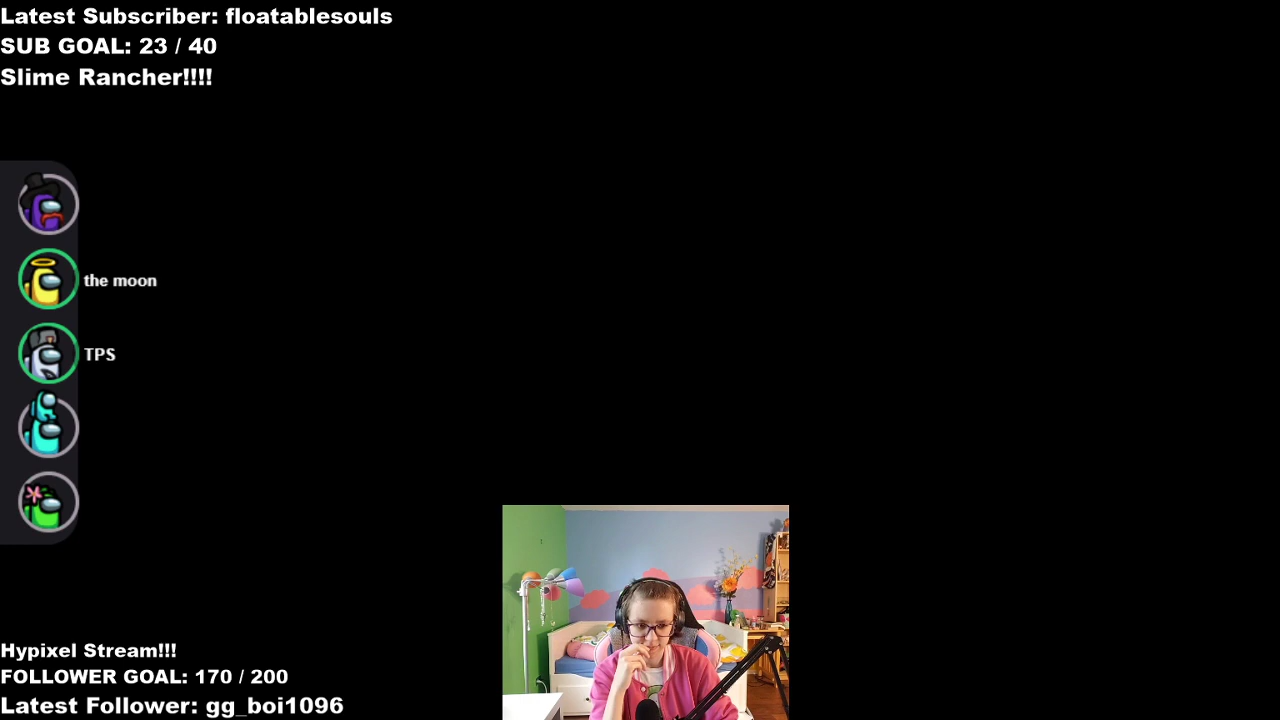 Latest Subscriber: floatablesouls
SUB GOAL: 23 / 40
Slime Rancher!!!!
the moon
TPS
Hypixel Stream!!!
FOLLOWER GOAL: 170 / 200
Latest Follower: gg_boi1096